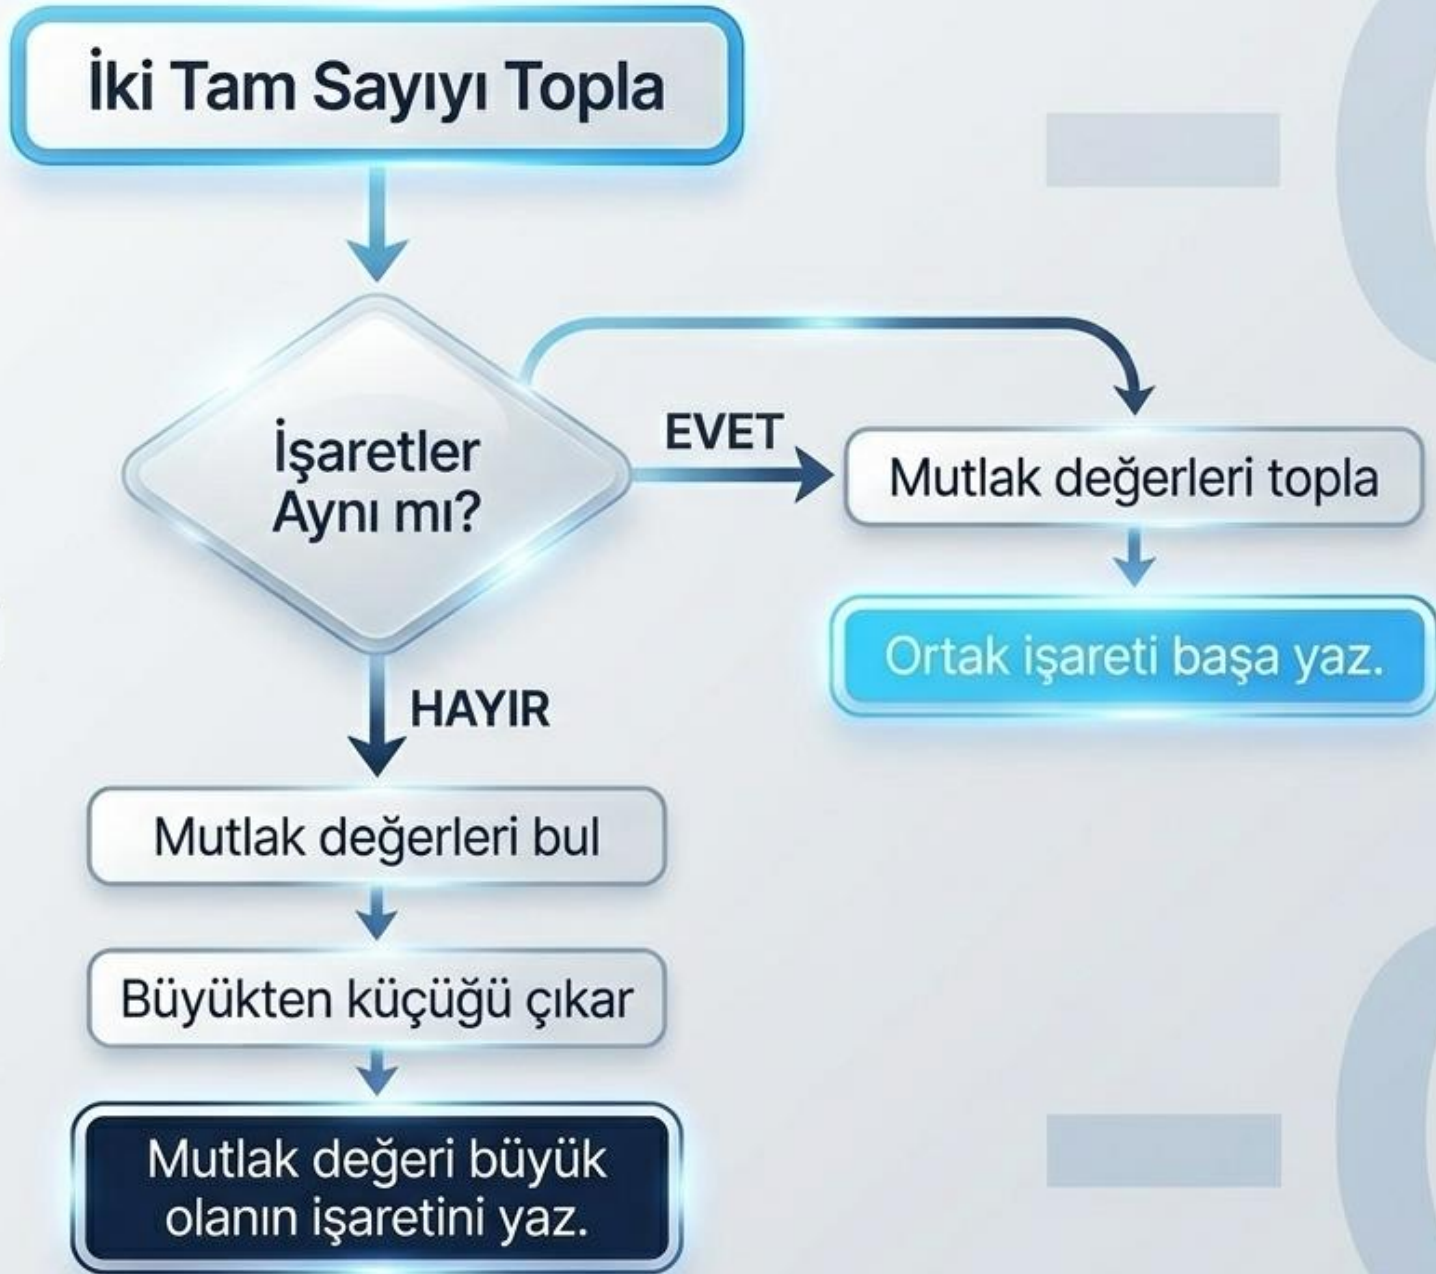 İki Tam Sayıyı Topla
İşaretler
Aynı mı?
EVET
Mutlak değerleri topla
Ortak işareti başa yaz.
HAYIR
Mutlak değerleri bul
Büyükten küçüğü çıkar
Mutlak değeri büyük
olanın işaretini yaz.